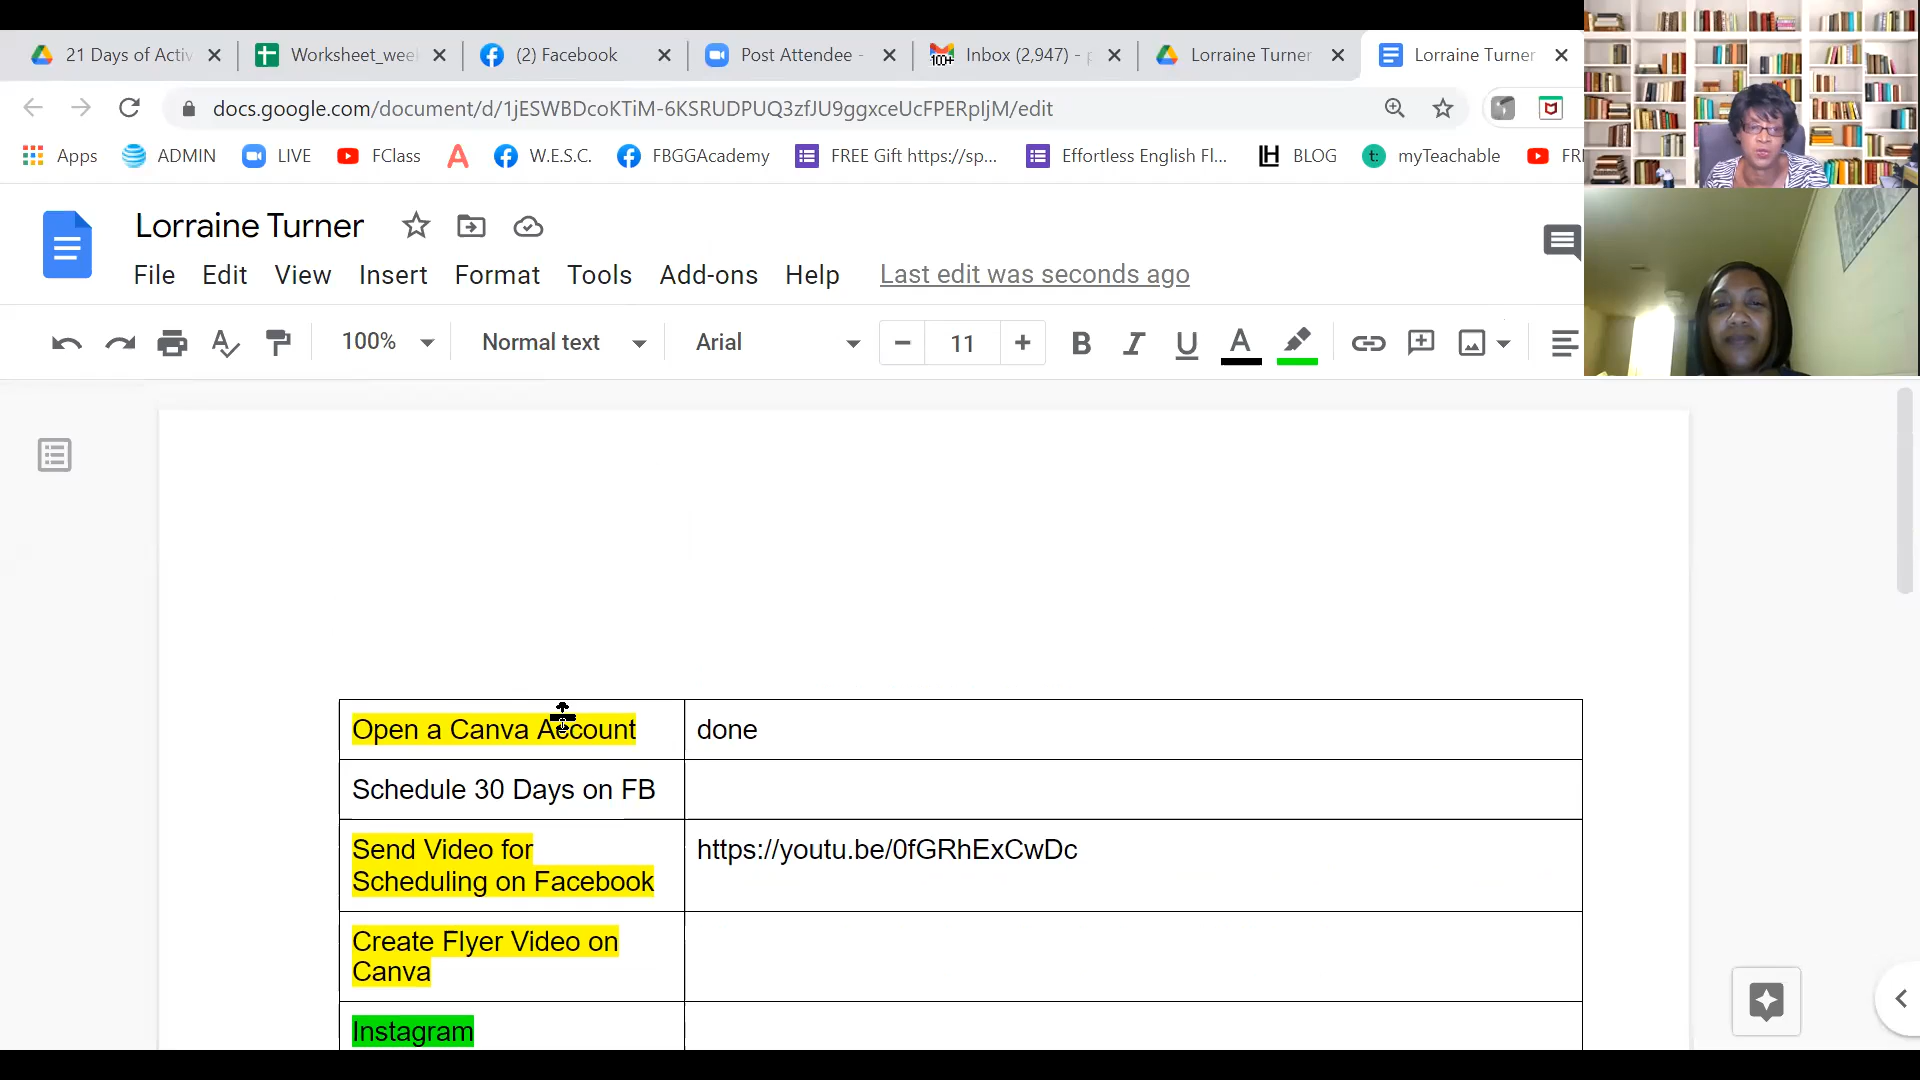 21 Days of Activ
Worksheet_wee
(2) Facebook
Post Attendee -
100+
Inbox (2,947) - p
Lorraine Turner
Lorraine Turner
docs.google.com/document/d/1jESWBDcoKTiM-6KSRUDPUQ3zfJU9ggxceUcFPERpIjM/edit
Apps
ADMIN
LIVE
FClass
W.E.S.C.
FBGGAcademy
FREE Gift https://sp...
Effortless English Fl...
LH
BLOG
t:
myTeachable
FRI
Lorraine Turner
File Edit View Insert Format Tools Add-ons Help Last edit was seconds ago
100% Normal text Arial 11 B I U A
Open a Canva Account
done
Schedule 30 Days on FB
Send Video for
Scheduling on Facebook
https://youtu.be/0fGRhExCwDc
Create Flyer Video on
Canva
Instagram